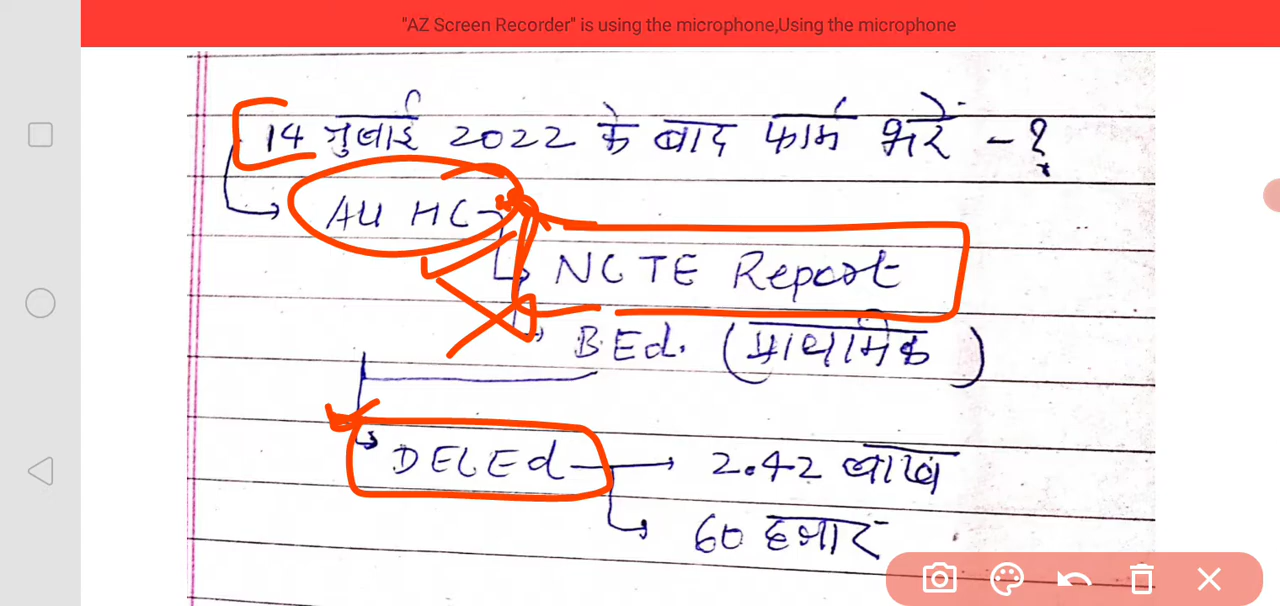 "AZ Screen Recorder" is using the microphone,Using the microphone
14 जुलाई 2022 के बाद फार्म भरें - ?
AU HC
NCTE Report
B.Ed. (प्राथमिक)
DELEd 2.42 लाख
60 हजार